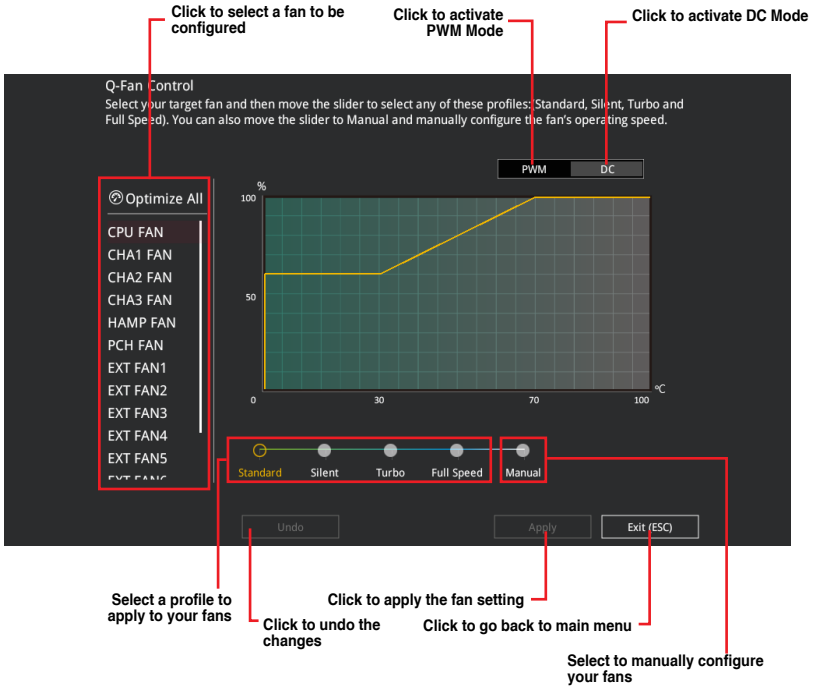 Click to select a fan to be
configured
Click to activate
PWM Mode
Click to activate DC Mode
Q-Fan Control
Select your target fan and then move the slider to select any of these profiles:(Standard, Silent, Turbo and
Full Speed). You can also move the slider to Manual and manually configure the fan's operating speed.
PWM
DC
Optimize All
CPU FAN
CHA1 FAN
CHA2 FAN
CHA3 FAN
HAMP FAN
PCH FAN
EXT FAN1
EXT FAN2
EXT FAN3
EXT FAN4
EXT FAN5
%
100
50
0
30
70
100
ºC
Standard
Silent
Turbo
Full Speed
Manual
Undo
Apply
Exit (ESC)
Select a profile to
apply to your fans
Click to undo the
changes
Click to apply the fan setting
Click to go back to main menu
Select to manually configure
your fans